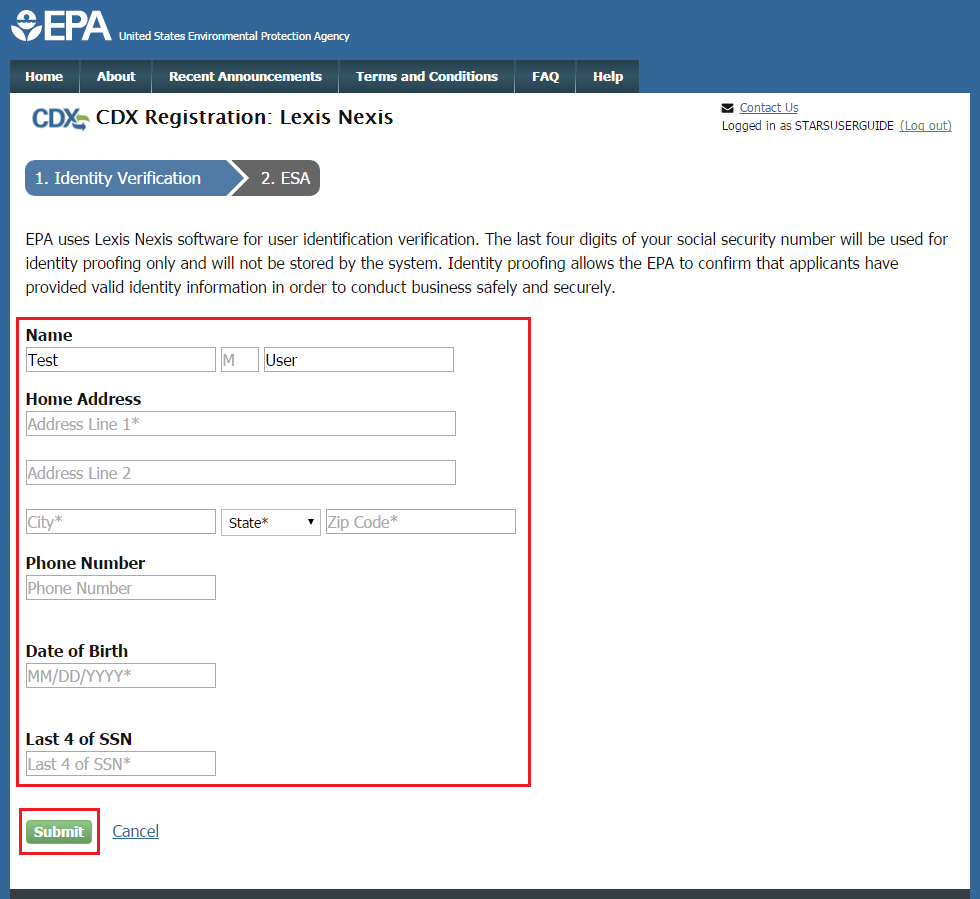 EPA United States Environmental Protection Agency
Home About Recent Announcements Terms and Conditions FAQ Help
CDX CDX Registration: Lexis Nexis
Contact Us
Logged in as STARSUSERGUIDE (Log out)
1. Identity Verification 2. ESA
EPA uses Lexis Nexis software for user identification verification. The last four digits of your social security number will be used for
identity proofing only and will not be stored by the system. Identity proofing allows the EPA to confirm that applicants have
provided valid identity information in order to conduct business safely and securely.
Name
Test M User
Home Address
Address Line 1*
Address Line 2
City* State* Zip Code*
Phone Number
Phone Number
Date of Birth
MM/DD/YYYY*
Last 4 of SSN
Last 4 of SSN*
Submit Cancel